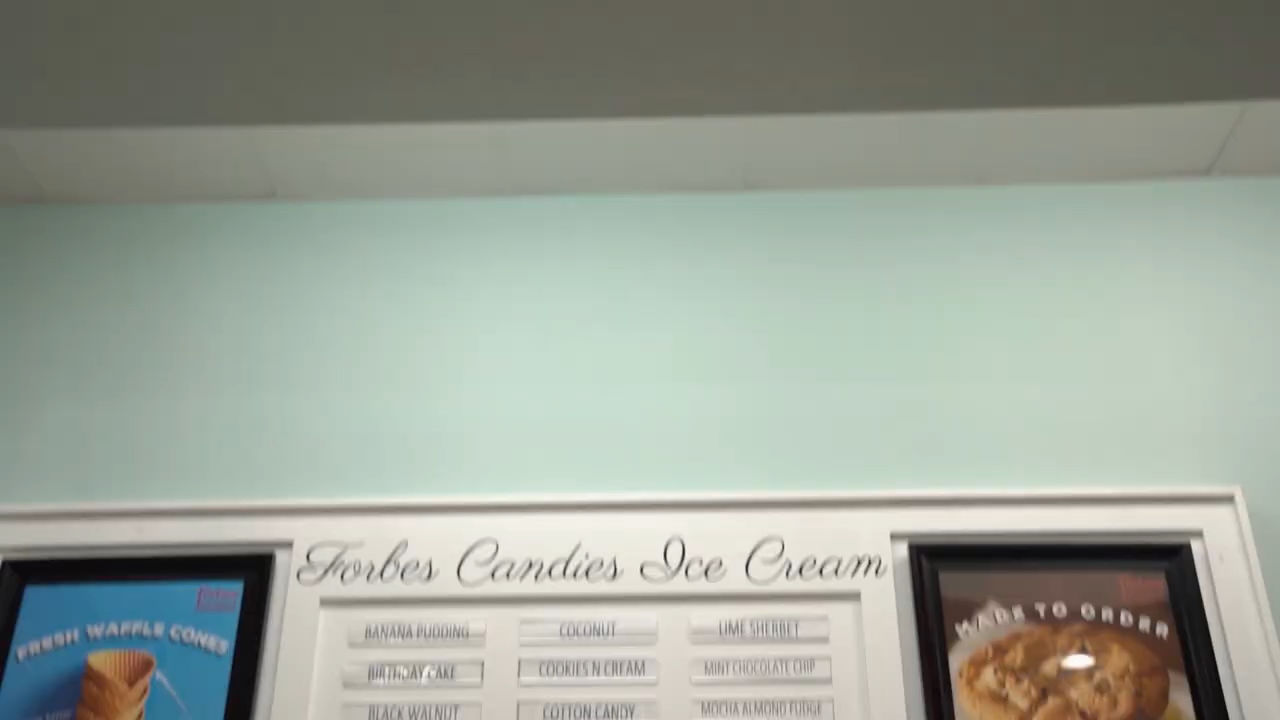 Forbes Candies Ice Cream
FRESH WAFFLE CONES
BANANA PUDDING
COCONUT
LIME SHERBET
BIRTHDAY CAKE
COOKIES N CREAM
MINT CHOCOLATE CHIP
BLACK WALNUT
COTTON CANDY
MOCHA ALMOND FUDGE
MADE TO ORDER